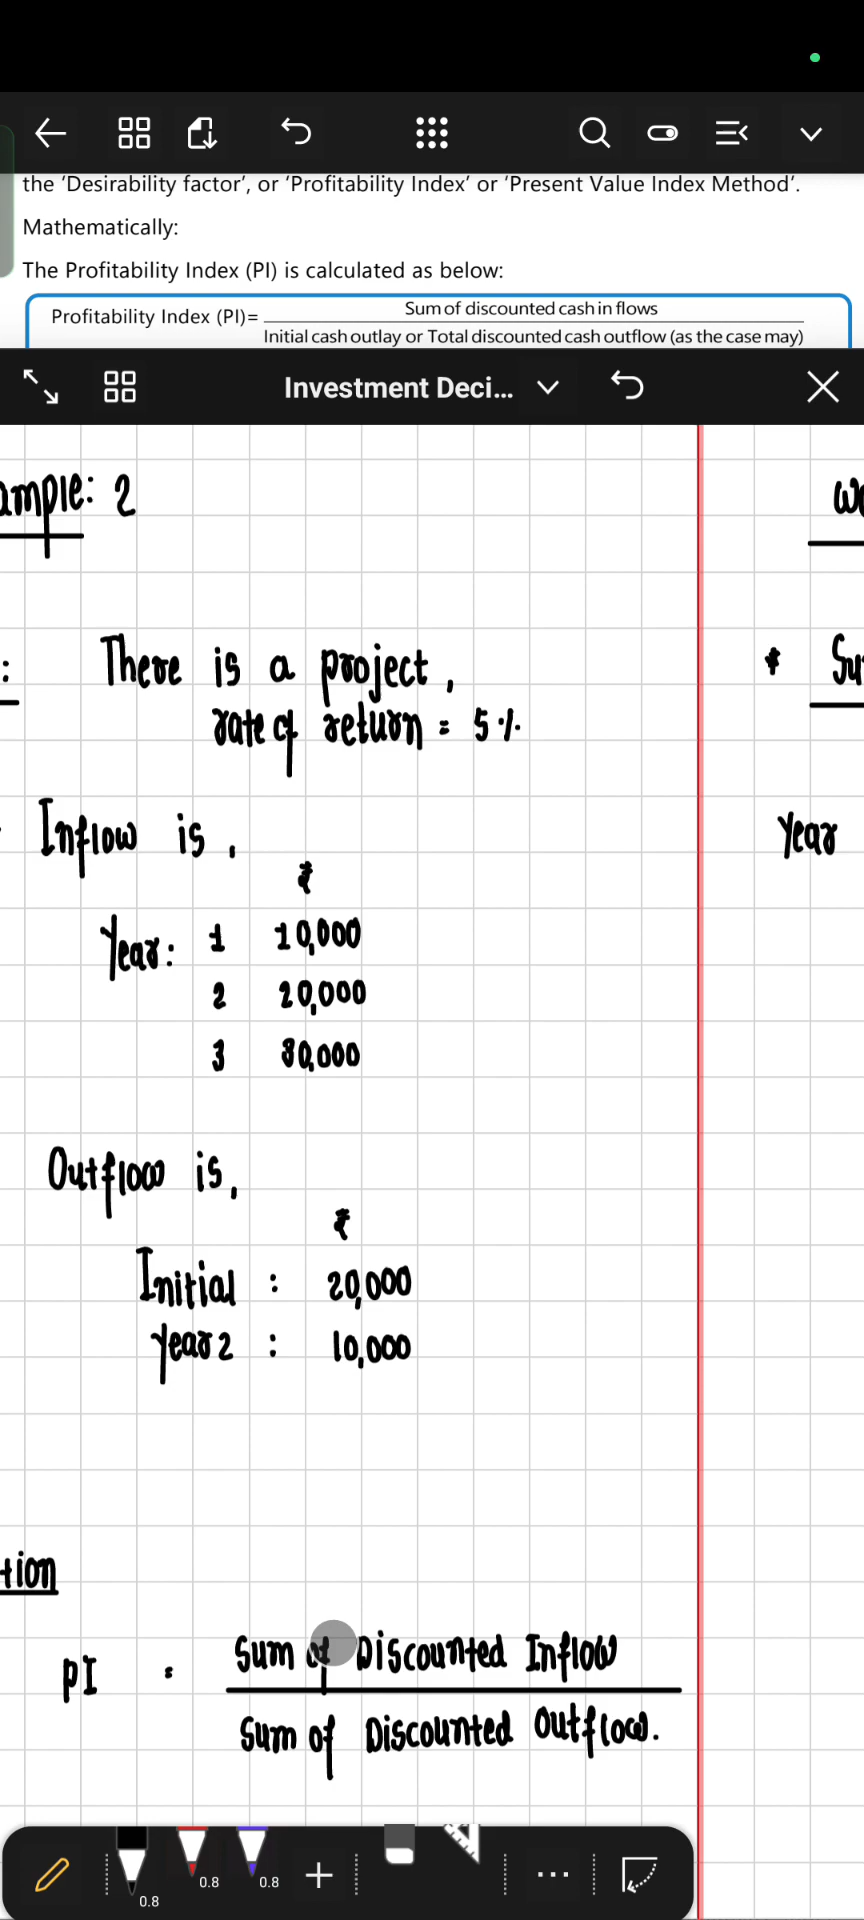 the ‘Desirability factor’, or ‘Profitability Index’ or ‘Present Value Index Method’.
Mathematically:
The Profitability Index (PI) is calculated as below:
Profitability Index (PI)= Sum of discounted cash in flows
Initial cash outlay or Total discounted cash outflow (as the case may)
Investment Deci...
ample: 2
There is a project,
rate of return = 5%
Inflow is,
₹
Year: 1 10,000
2 20,000
3 30,000
Outflow is,
₹
Initial : 20,000
Year 2 : 10,000
tion
PI = Sum of Discounted Inflow
Sum of Discounted Outflow.
Year
0.8 0.8 0.8